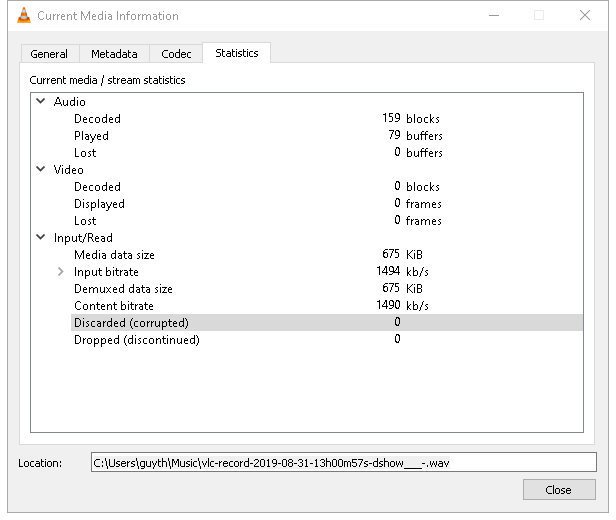 Current Media Information
General Metadata Codec Statistics
Current media / stream statistics
Audio
Decoded 159 blocks
Played 79 buffers
Lost 0 buffers
Video
Decoded 0 blocks
Displayed 0 frames
Lost 0 frames
Input/Read
Media data size 675 KiB
Input bitrate 1494 kb/s
Demuxed data size 675 KiB
Content bitrate 1490 kb/s
Discarded (corrupted) 0
Dropped (discontinued) 0
Location: C:\Users\guyth\Music\vlc-record-2019-08-31-13h00m57s-dshow___-.wav
Close